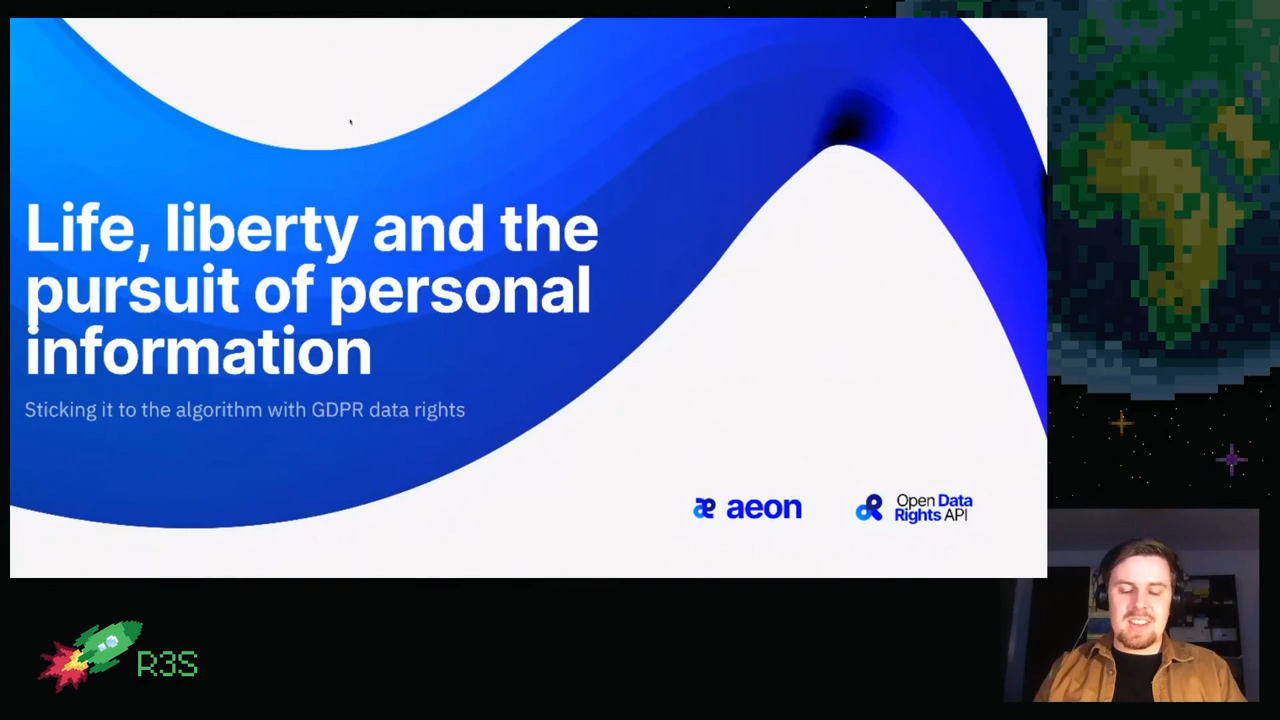 Life, liberty and the
pursuit of personal
information
Sticking it to the algorithm with GDPR data rights
æ aeon
Open Data
Rights API
R3S